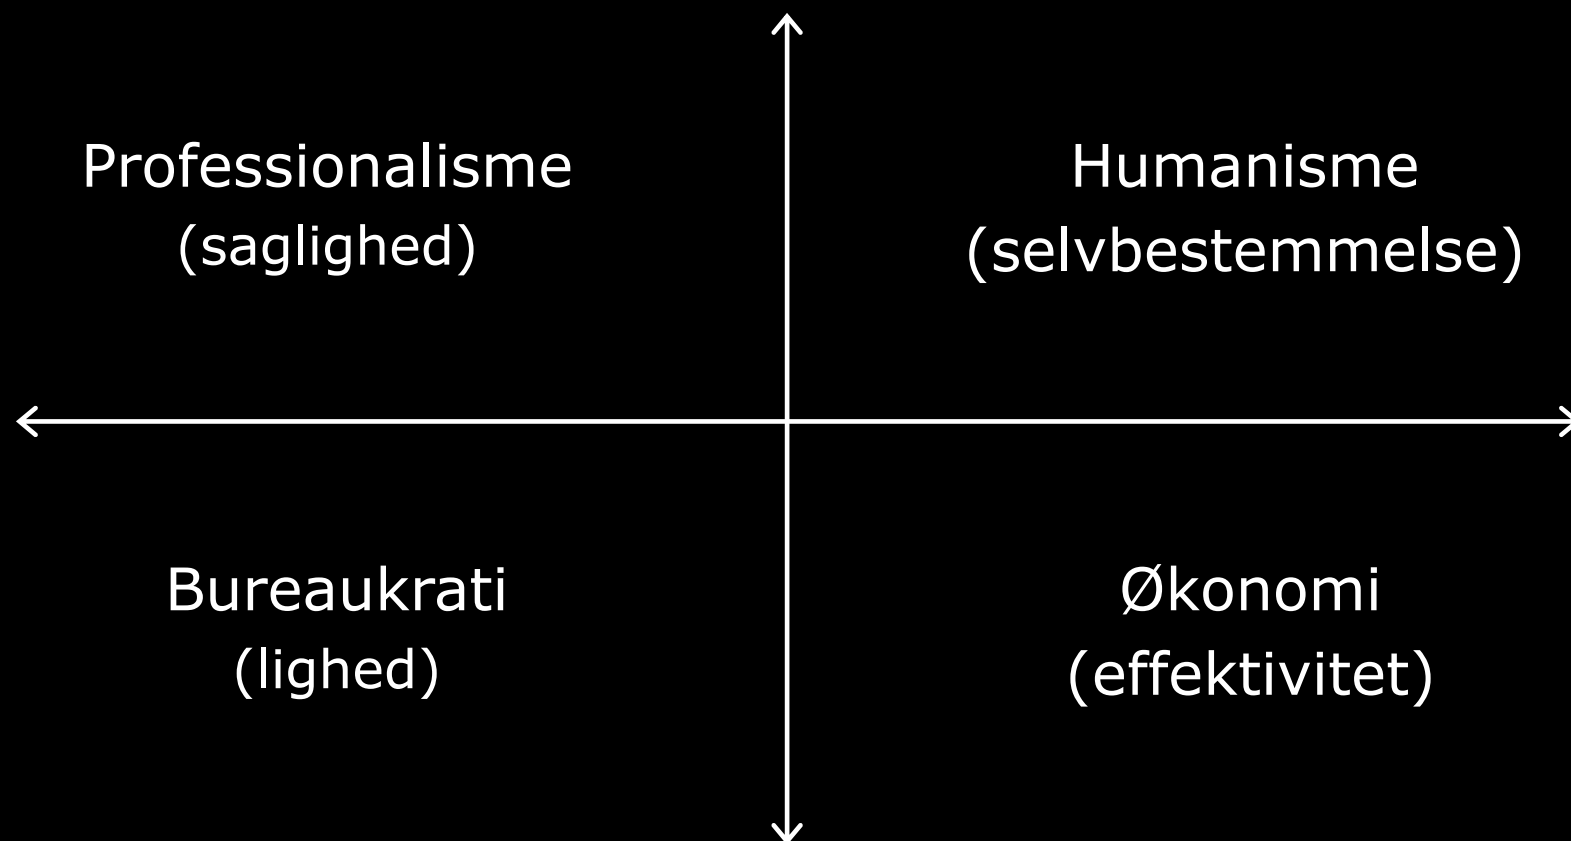 Professionalisme
(saglighed)
Humanisme
(selvbestemmelse)
Bureaukrati
(lighed)
Økonomi
(effektivitet)